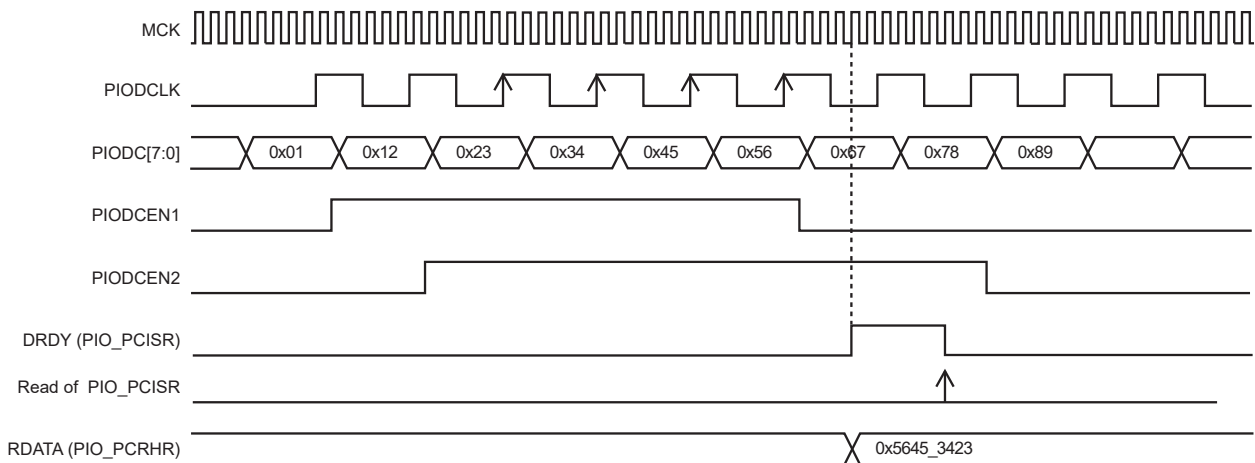 MCK
PIODCLK
PIODC[7:0] 0x01 0x12 0x23 0x34 0x45 0x56 0x67 0x78 0x89
PIODCEN1
PIODCEN2
DRDY (PIO_PCISR)
Read of PIO_PCISR
RDATA (PIO_PCRHR) 0x5645_3423